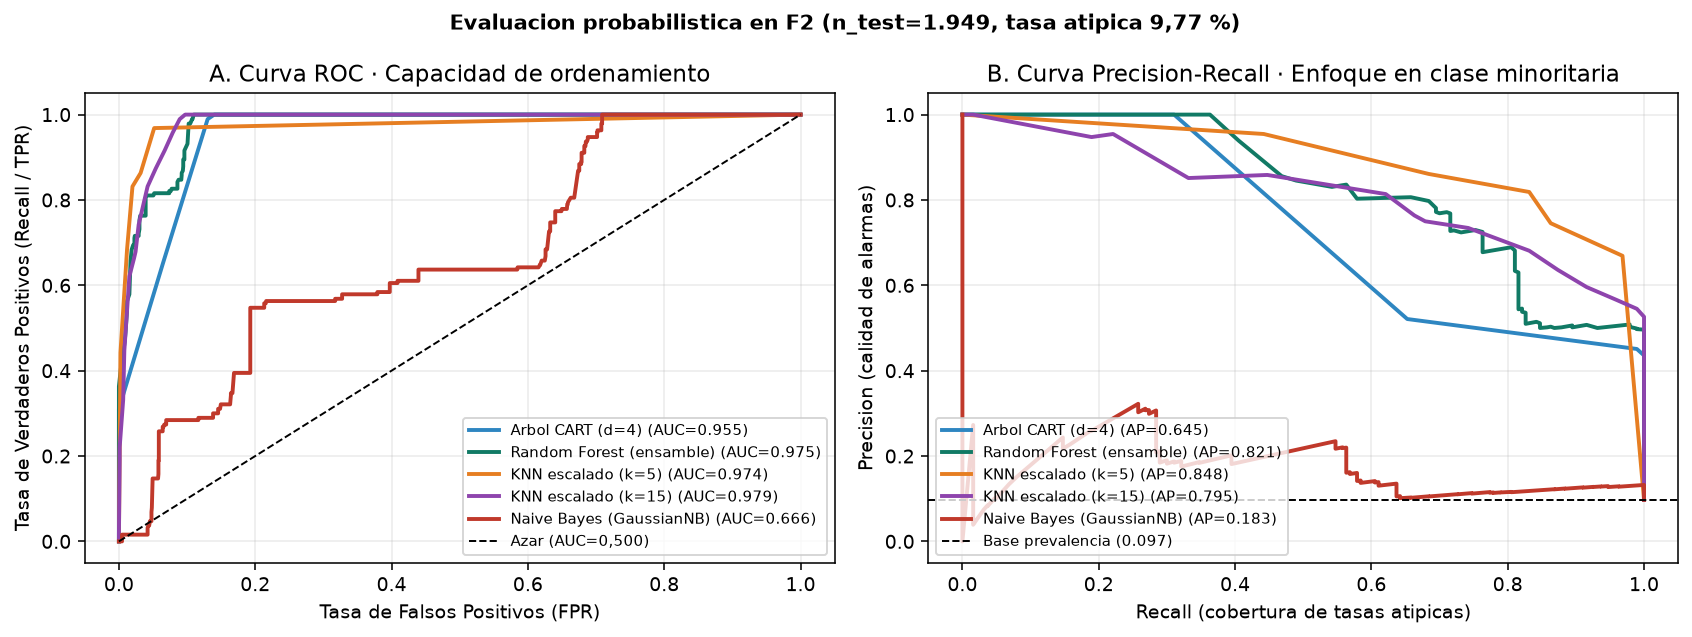 Evaluacion probabilistica en F2 (n_test=1.949, tasa atipica 9,77 %)
A. Curva ROC · Capacidad de ordenamiento
Tasa de Verdaderos Positivos (Recall / TPR)
1.0
0.8
0.6
0.4
0.2
0.0
Arbol CART (d=4) (AUC=0.955)
Random Forest (ensamble) (AUC=0.975)
KNN escalado (k=5) (AUC=0.974)
KNN escalado (k=15) (AUC=0.979)
Naive Bayes (GaussianNB) (AUC=0.666)
Azar (AUC=0,500)
0.0 0.2 0.4 0.6 0.8 1.0
Tasa de Falsos Positivos (FPR)
B. Curva Precision-Recall · Enfoque en clase minoritaria
Precision (calidad de alarmas)
1.0
0.8
0.6
0.4
0.2
0.0
Arbol CART (d=4) (AP=0.645)
Random Forest (ensamble) (AP=0.821)
KNN escalado (k=5) (AP=0.848)
KNN escalado (k=15) (AP=0.795)
Naive Bayes (GaussianNB) (AP=0.183)
Base prevalencia (0.097)
0.0 0.2 0.4 0.6 0.8 1.0
Recall (cobertura de tasas atipicas)